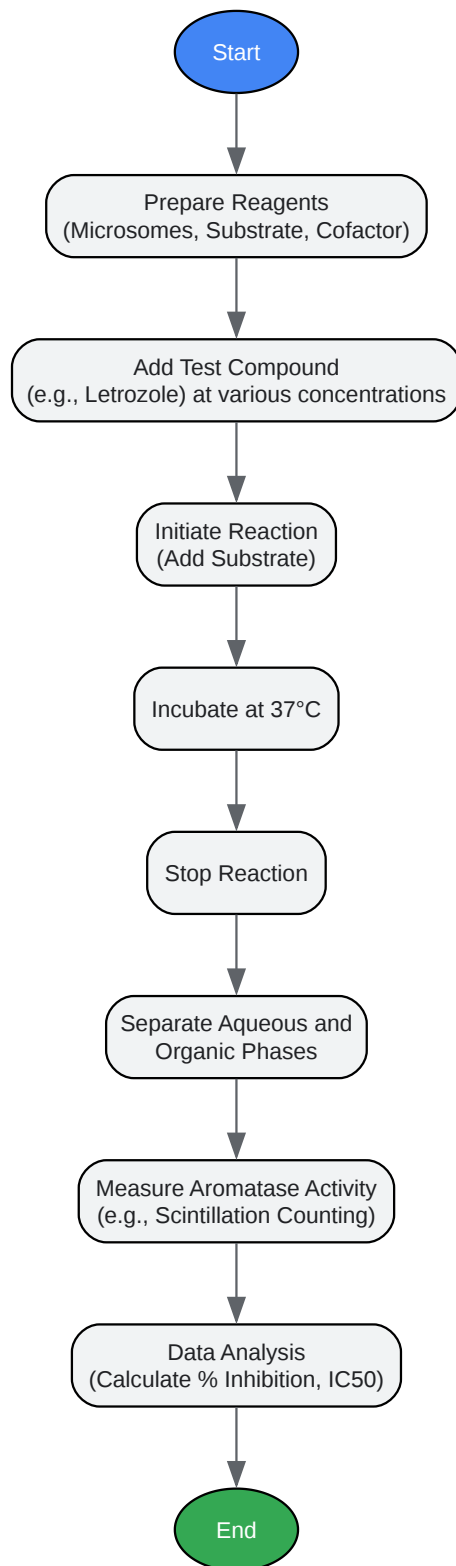 Start
Prepare Reagents
(Microsomes, Substrate, Cofactor)
Add Test Compound
(e.g., Letrozole) at various concentrations
Initiate Reaction
(Add Substrate)
Incubate at 37°C
Stop Reaction
Separate Aqueous and
Organic Phases
Measure Aromatase Activity
(e.g., Scintillation Counting)
Data Analysis
(Calculate % Inhibition, IC50)
End